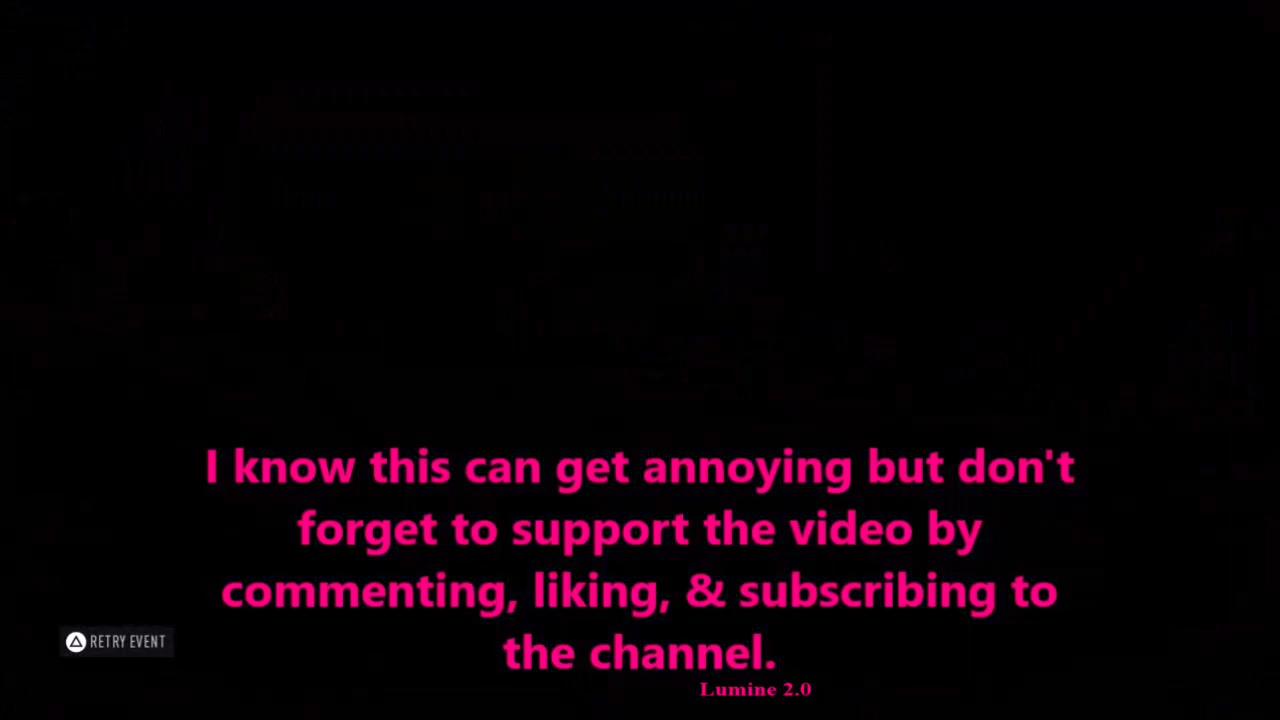 I know this can get annoying but don't
forget to support the video by
commenting, liking, & subscribing to
RETRY EVENT
the channel.
Lumine 2.0